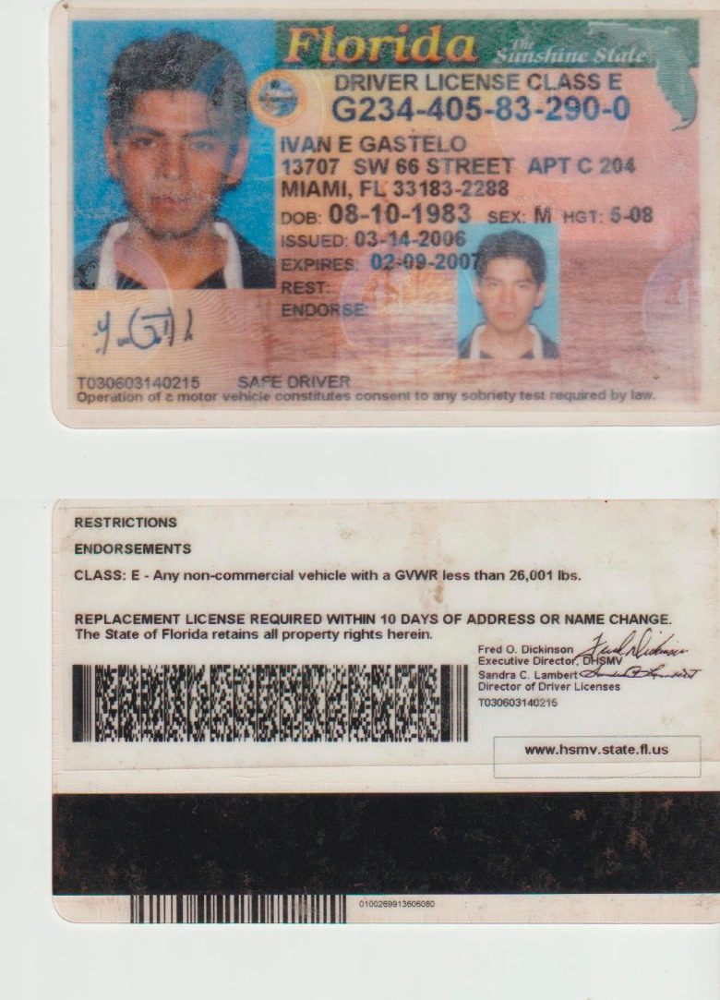 Florida
The Sunshine State
DRIVER LICENSE CLASS E
G234-405-83-290-0
IVAN E GASTELO
13707 SW 66 STREET APT C 204
MIAMI, FL 33183-2288
DOB: 08-10-1983 SEX: M HGT: 5-08
ISSUED: 03-14-2006
EXPIRES: 02-09-2007
REST:
ENDORSE:
T030603140215 SAFE DRIVER
Operation of a motor vehicle constitutes consent to any sobriety test required by law.
RESTRICTIONS
ENDORSEMENTS
CLASS: E - Any non-commercial vehicle with a GVWR less than 26,001 lbs.
REPLACEMENT LICENSE REQUIRED WITHIN 10 DAYS OF ADDRESS OR NAME CHANGE.
The State of Florida retains all property rights herein.
Fred O. Dickinson
Executive Director, DHSMV
Sandra C. Lambert
Director of Driver Licenses
T030603140215
www.hsmv.state.fl.us
0100269913606080